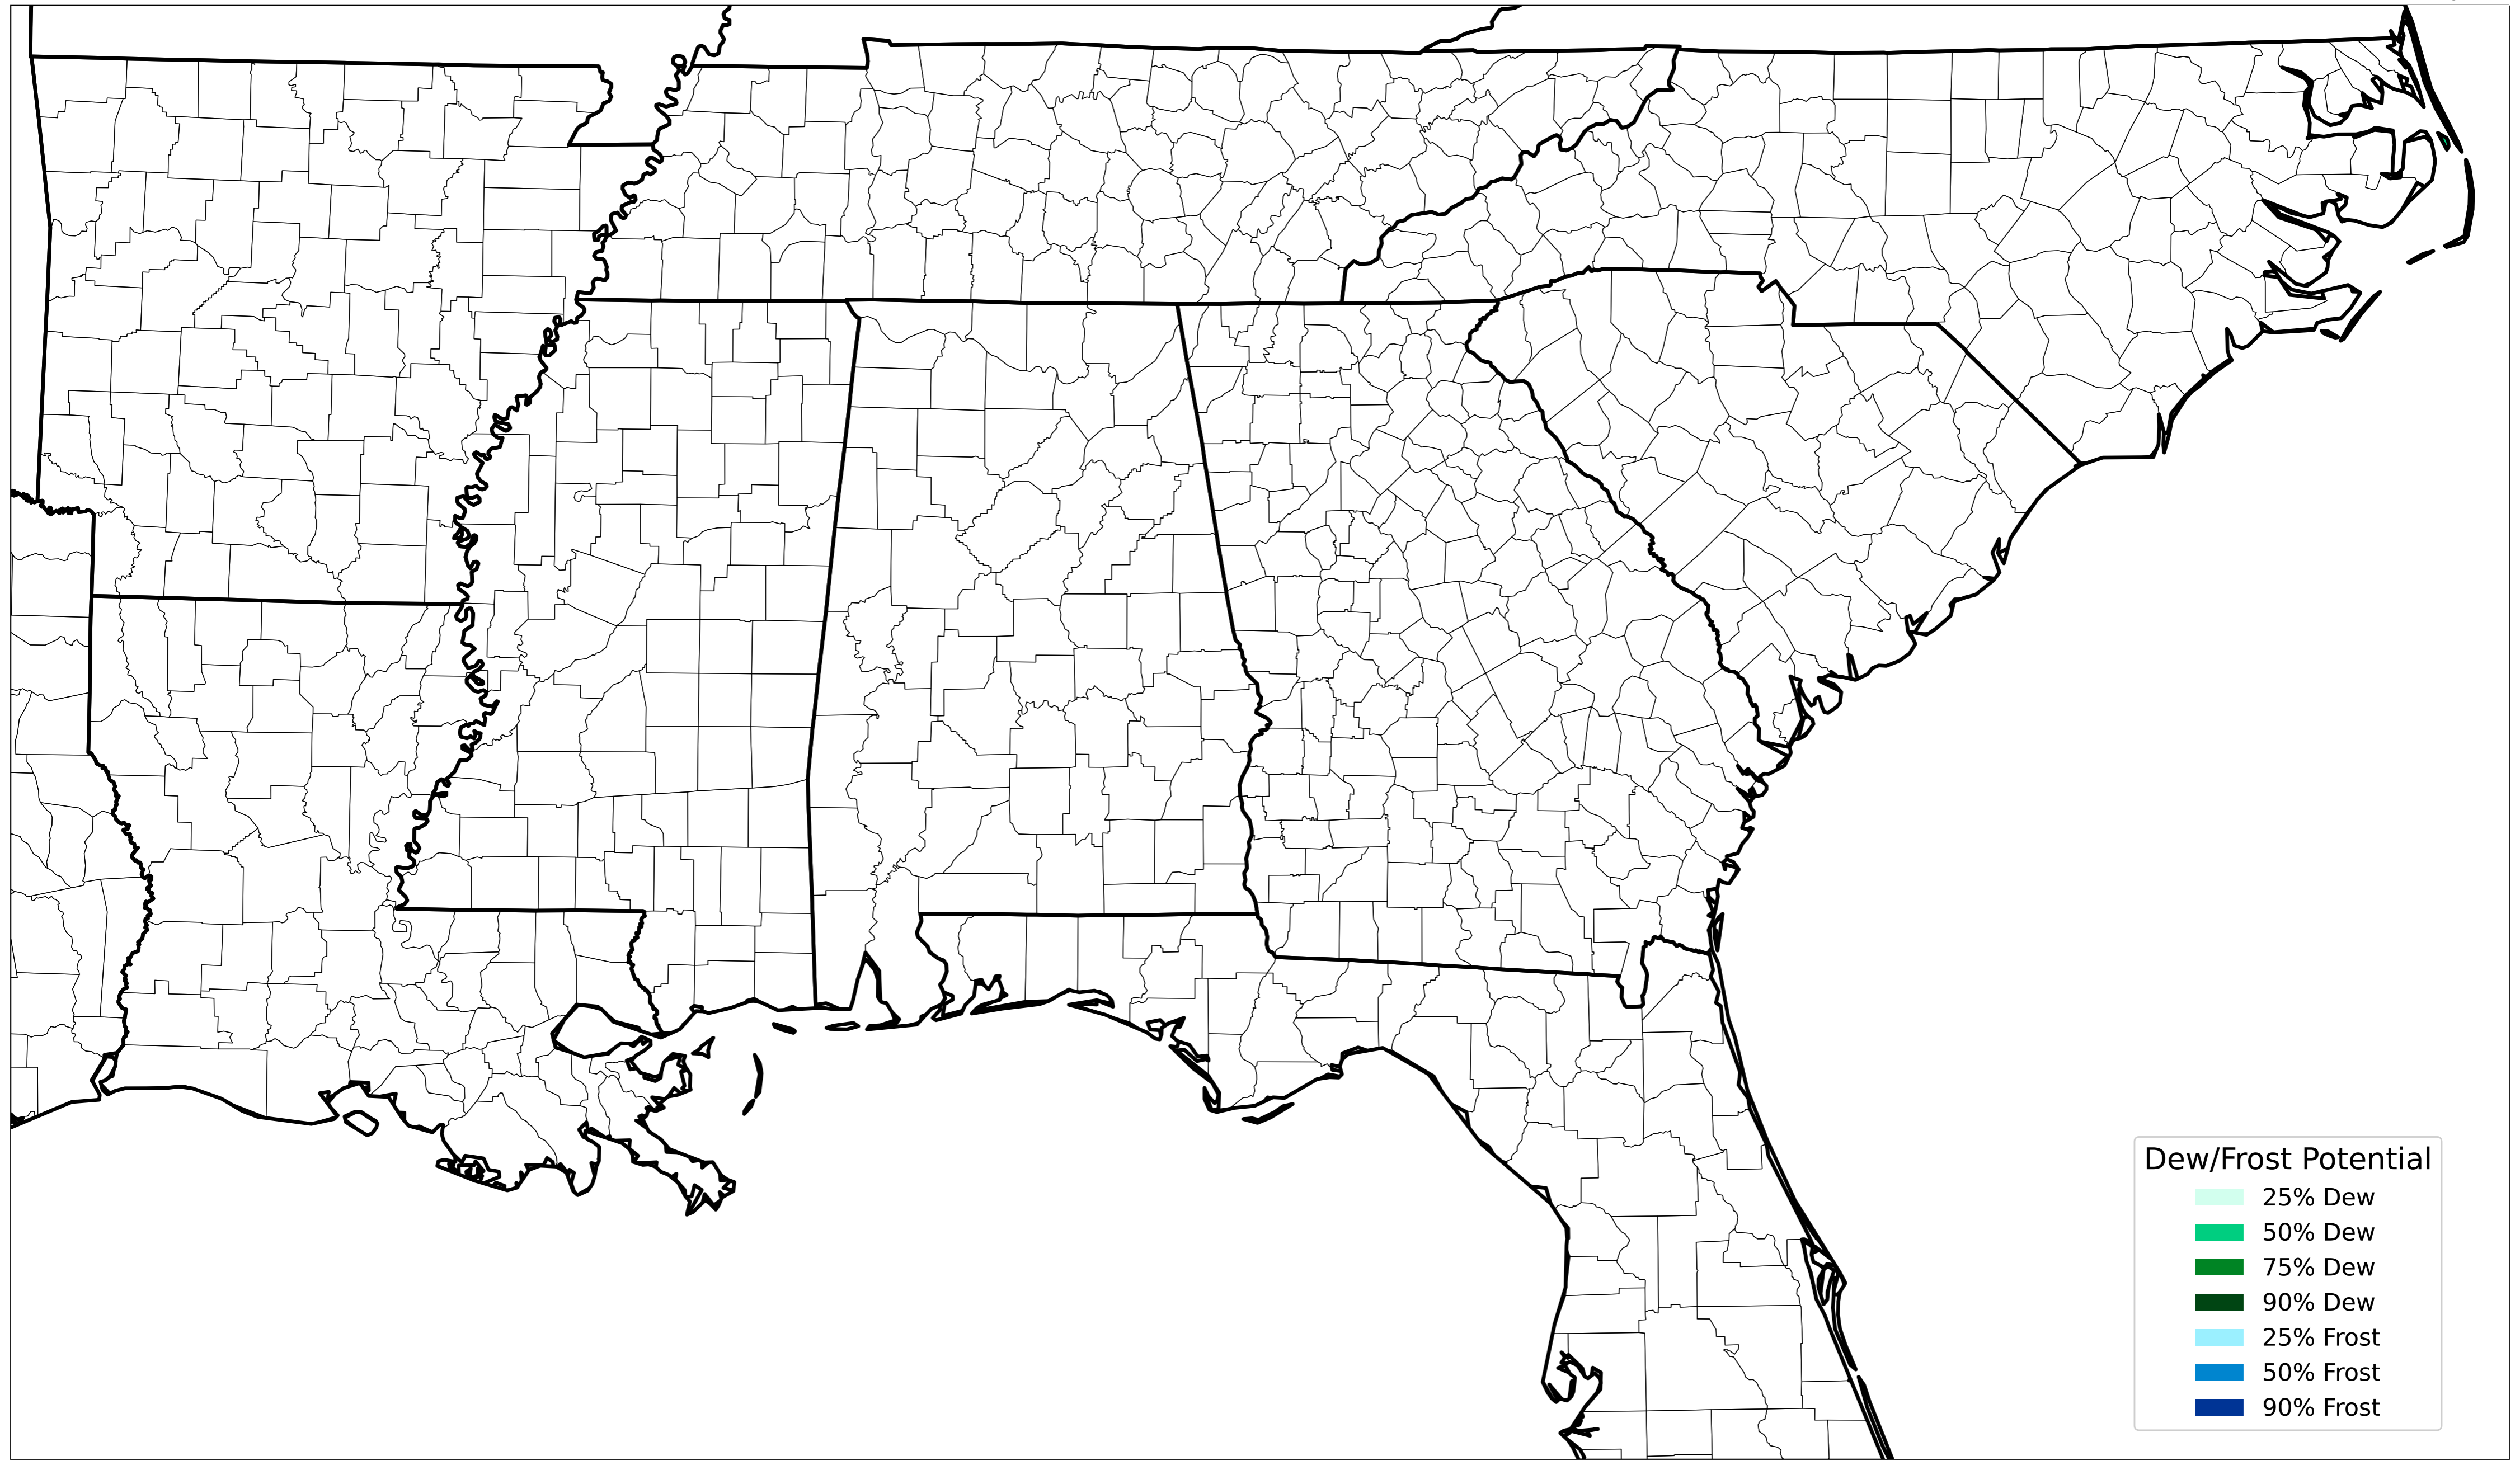 Dew/Frost Potential
25% Dew
50% Dew
75% Dew
90% Dew
25% Frost
50% Frost
90% Frost